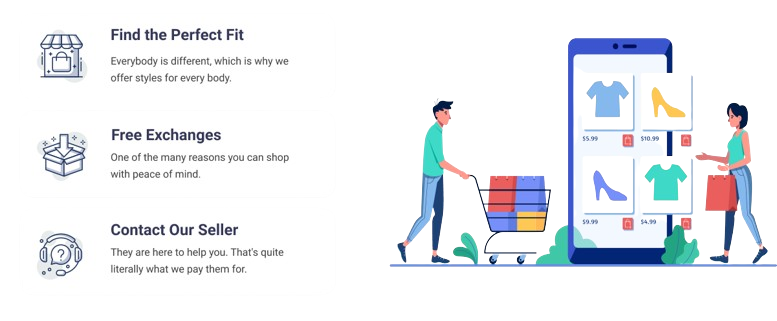 Find the Perfect Fit
Everybody is different, which is why we
offer styles for every body.
Free Exchanges
One of the many reasons you can shop
with peace of mind.
Contact Our Seller
They are here to help you. That's quite
literally what we pay them for.
$5.99
$10.99
$9.99
$4.99